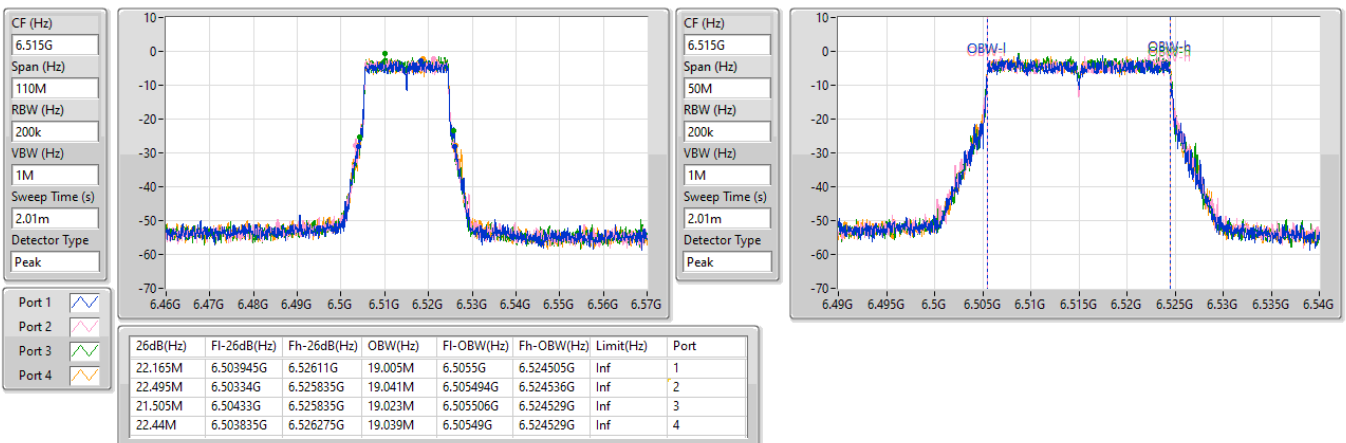 CF (Hz)
6.515G
Span (Hz)
110M
RBW (Hz)
200k
VBW (Hz)
1M
Sweep Time (s)
2.01m
Detector Type
Peak
10-
0-
-10-
-20-
-30-
-40-
-50-
-60-
-70-
6.46G 6.47G 6.48G 6.49G 6.5G 6.51G 6.52G 6.53G 6.54G 6.55G 6.56G 6.57G
CF (Hz)
6.515G
Span (Hz)
50M
RBW (Hz)
200k
VBW (Hz)
1M
Sweep Time (s)
2.01m
Detector Type
Peak
10-
0-
-10-
-20-
-30-
-40-
-50-
-60-
-70-
OBW-l OBW-h
6.49G 6.495G 6.5G 6.505G 6.51G 6.515G 6.52G 6.525G 6.53G 6.535G 6.54G
Port 1
Port 2
Port 3
Port 4
26dB(Hz) Fl-26dB(Hz) Fh-26dB(Hz) OBW(Hz) Fl-OBW(Hz) Fh-OBW(Hz) Limit(Hz) Port
22.165M 6.503945G 6.52611G 19.005M 6.5055G 6.524505G Inf 1
22.495M 6.50334G 6.525835G 19.041M 6.505494G 6.524536G Inf 2
21.505M 6.50433G 6.525835G 19.023M 6.505506G 6.524529G Inf 3
22.44M 6.503835G 6.526275G 19.039M 6.50549G 6.524529G Inf 4